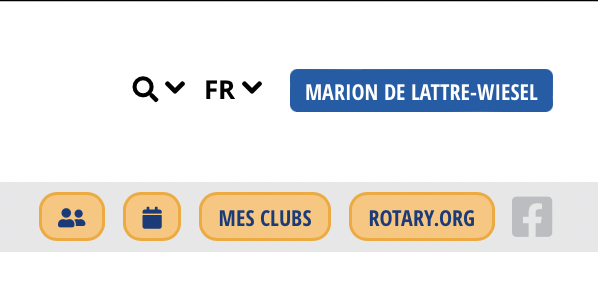 FR
MARION DE LATTRE-WIESEL
MES CLUBS
ROTARY.ORG